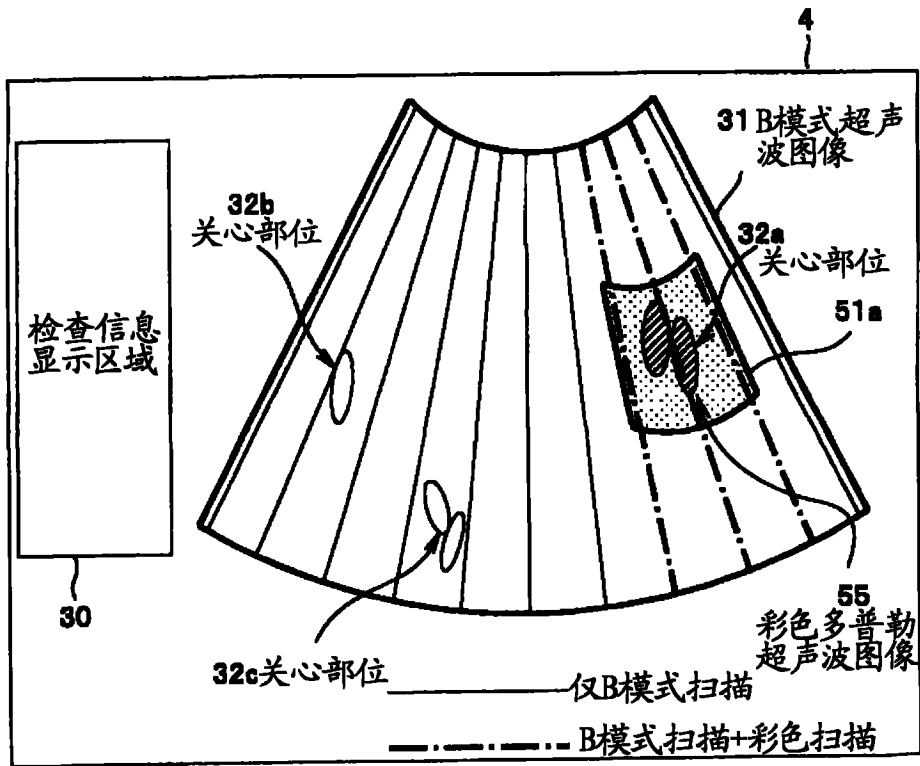 4
31 B模式超声
波图像
32b
关心部位
32a
关心部位
51a
检查信息
显示区域
30
55
彩色多普勒
超声波图像
32c关心部位
仅B模式扫描
B模式扫描+彩色扫描